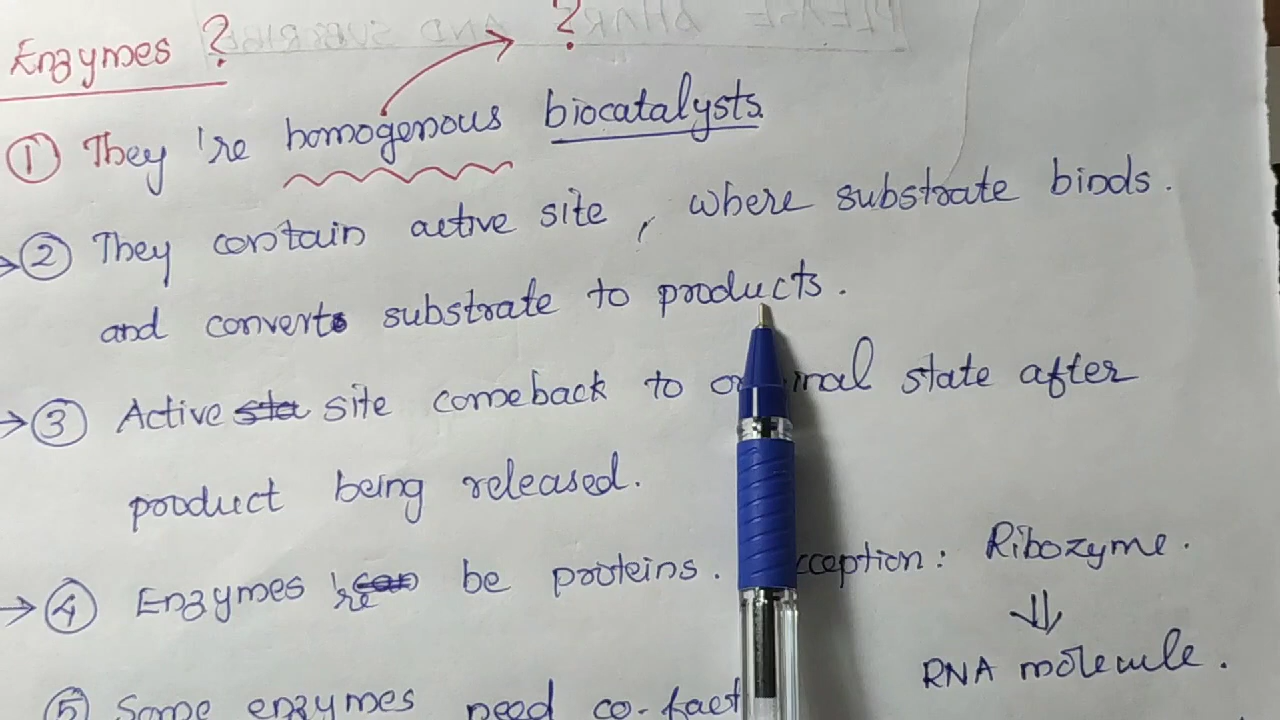 Enzymes ? ?
① They 're homogenous biocatalysts.
② They contain active site, where substrate binds.
and converts substrate to products.
③ Active site comeback to state after
product being released.
④ Enzymes 're be proteins. : Ribozyme.
⇓
RNA molecule.
⑤ Some enzymes need